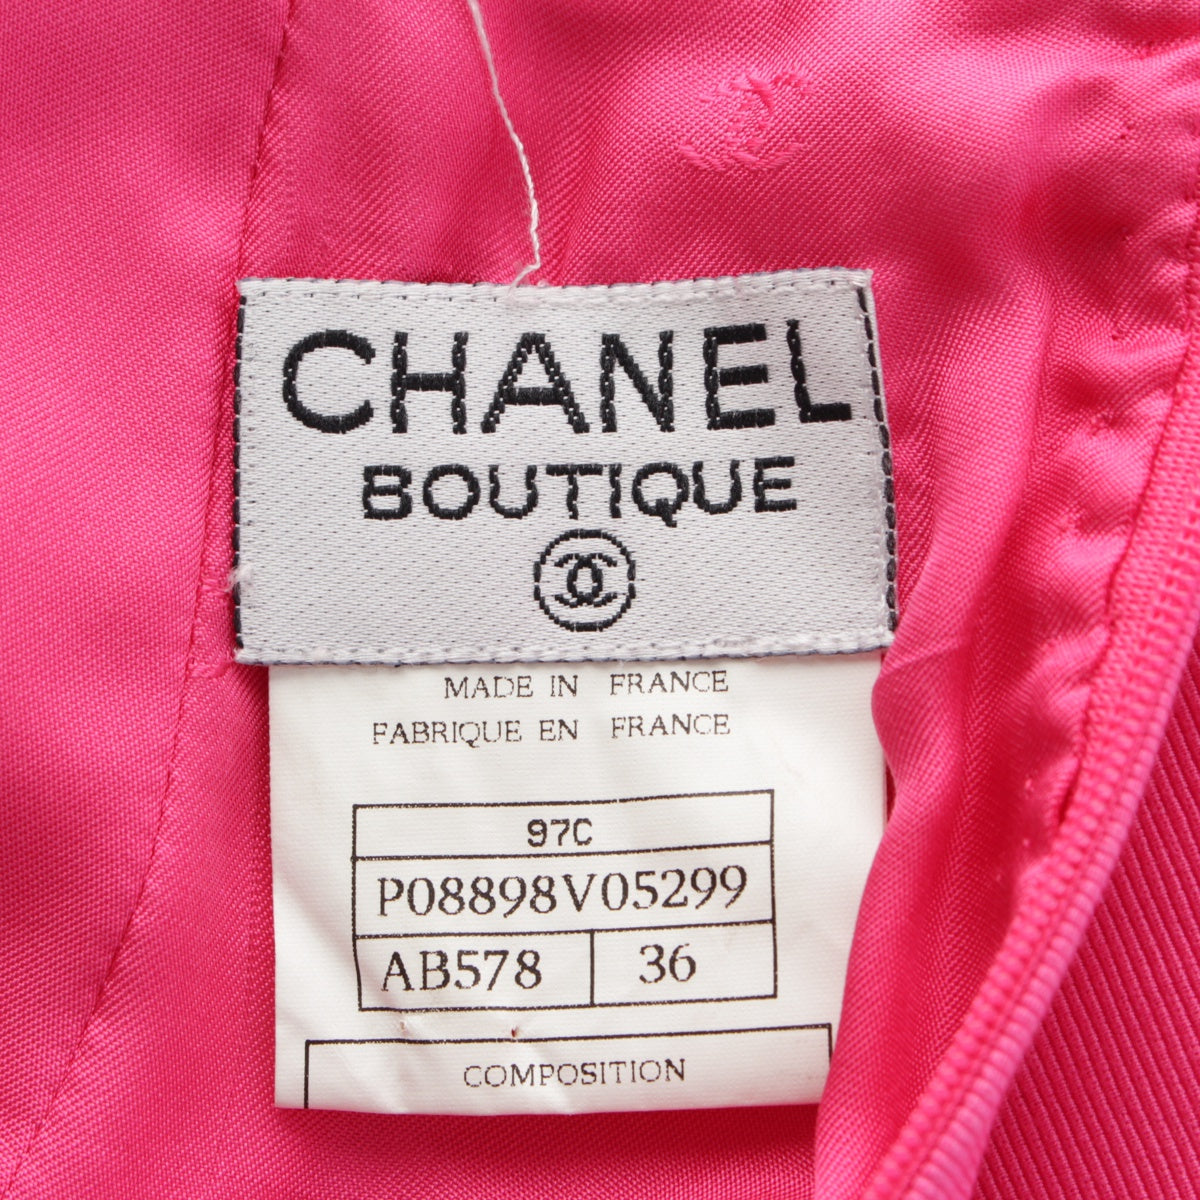 CHANEL
BOUTIQUE
MADE IN FRANCE
FABRIQUE EN FRANCE
97C
P08898V05299
AB578 36
COMPOSITION